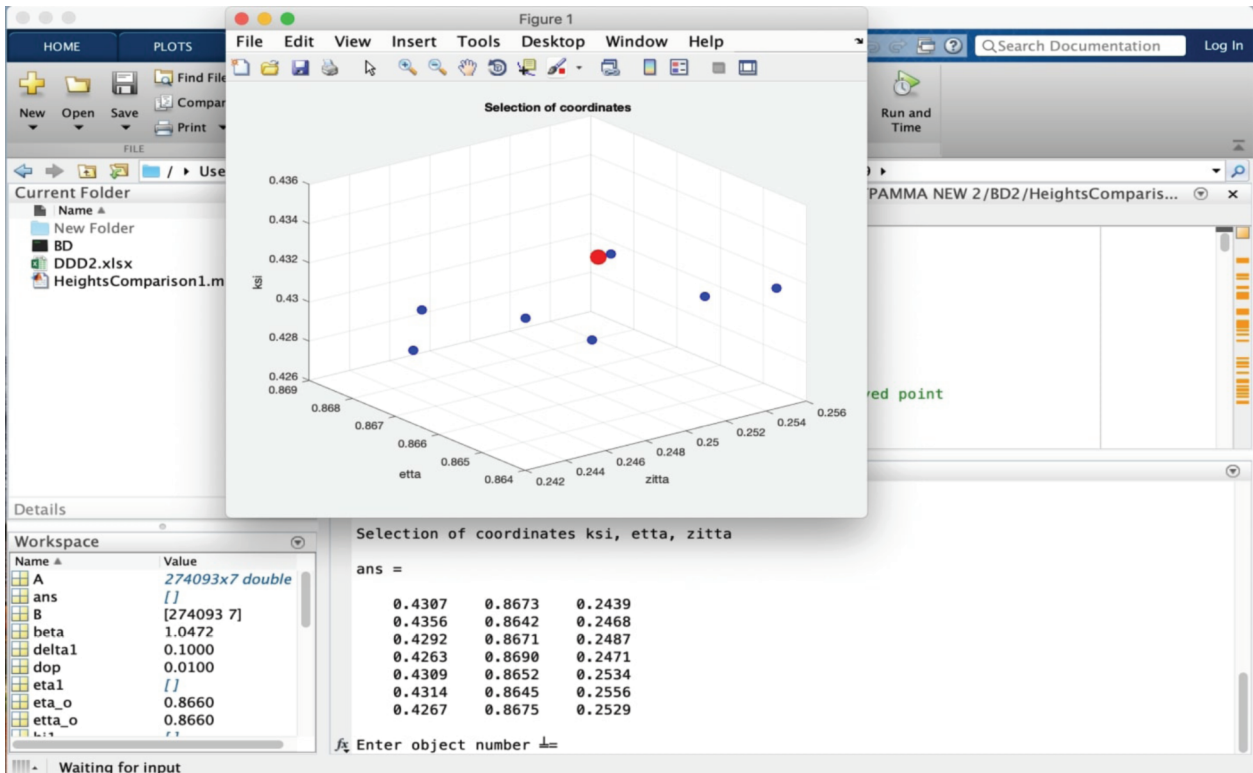 Figure 1
HOME PLOTS
File Edit View Insert Tools Desktop Window Help
Search Documentation Log In
New Open Save
Find File
Compar
Print
FILE
Run and
Time
/ Use
Current Folder
Name
New Folder
BD
DDD2.xlsx
HeightsComparison1.m
PAMMA NEW 2/BD2/HeightsComparis...
ved point
Selection of coordinates
0.436
0.434
0.432
0.43
0.428
0.426
ksi
0.869
0.868
0.867
0.866
0.865
0.864
etta
0.242
0.244
0.246
0.248
0.25
0.252
0.254
0.256
zitta
Details
Workspace
Name Value
A 274093x7 double
ans []
B [274093 7]
beta 1.0472
delta1 0.1000
dop 0.0100
eta1 []
eta_o 0.8660
etta_o 0.8660
Selection of coordinates ksi, etta, zitta
ans =
0.4307 0.8673 0.2439
0.4356 0.8642 0.2468
0.4292 0.8671 0.2487
0.4263 0.8690 0.2471
0.4309 0.8652 0.2534
0.4314 0.8645 0.2556
0.4267 0.8675 0.2529
fx Enter object number ╧=
Waiting for input